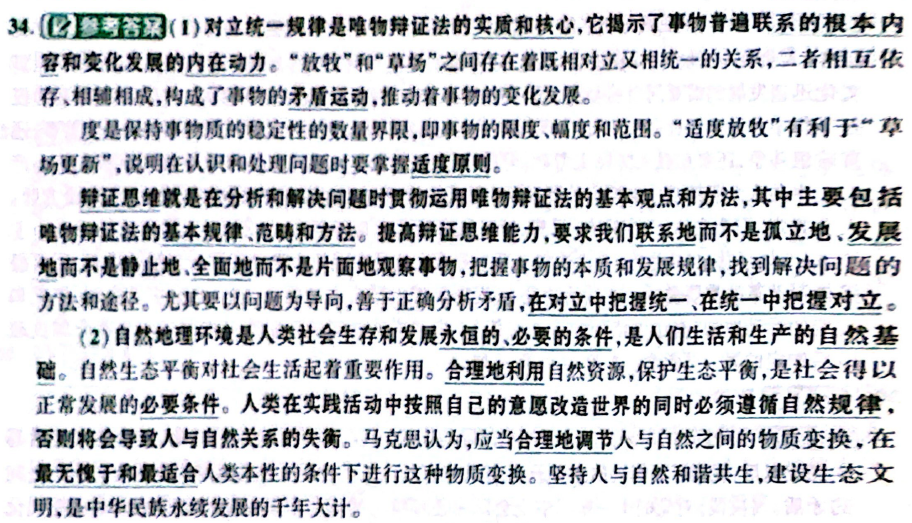 34.【参考答案】(1)对立统一规律是唯物辩证法的实质和核心,它揭示了事物普遍联系的根本内
容和变化发展的内在动力。“放牧”和“草场”之间存在着既相对立又相统一的关系,二者相互依
存、相辅相成,构成了事物的矛盾运动,推动着事物的变化发展。
度是保持事物质的稳定性的数量界限,即事物的限度、幅度和范围。“适度放牧”有利于“草
场更新”,说明在认识和处理问题时要掌握适度原则。
辩证思维就是在分析和解决问题时贯彻运用唯物辩证法的基本观点和方法,其中主要包括
唯物辩证法的基本规律、范畴和方法。提高辩证思维能力,要求我们联系地而不是孤立地、发展
地而不是静止地、全面地而不是片面地观察事物,把握事物的本质和发展规律,找到解决问题的
方法和途径。尤其要以问题为导向,善于正确分析矛盾,在对立中把握统一、在统一中把握对立。
(2)自然地理环境是人类社会生存和发展永恒的、必要的条件,是人们生活和生产的自然基
础。自然生态平衡对社会生活起着重要作用。合理地利用自然资源,保护生态平衡,是社会得以
正常发展的必要条件。人类在实践活动中按照自己的意愿改造世界的同时必须遵循自然规律,
否则将会导致人与自然关系的失衡。马克思认为,应当合理地调节人与自然之间的物质变换,在
最无愧于和最适合人类本性的条件下进行这种物质变换。坚持人与自然和谐共生,建设生态文
明,是中华民族永续发展的千年大计。